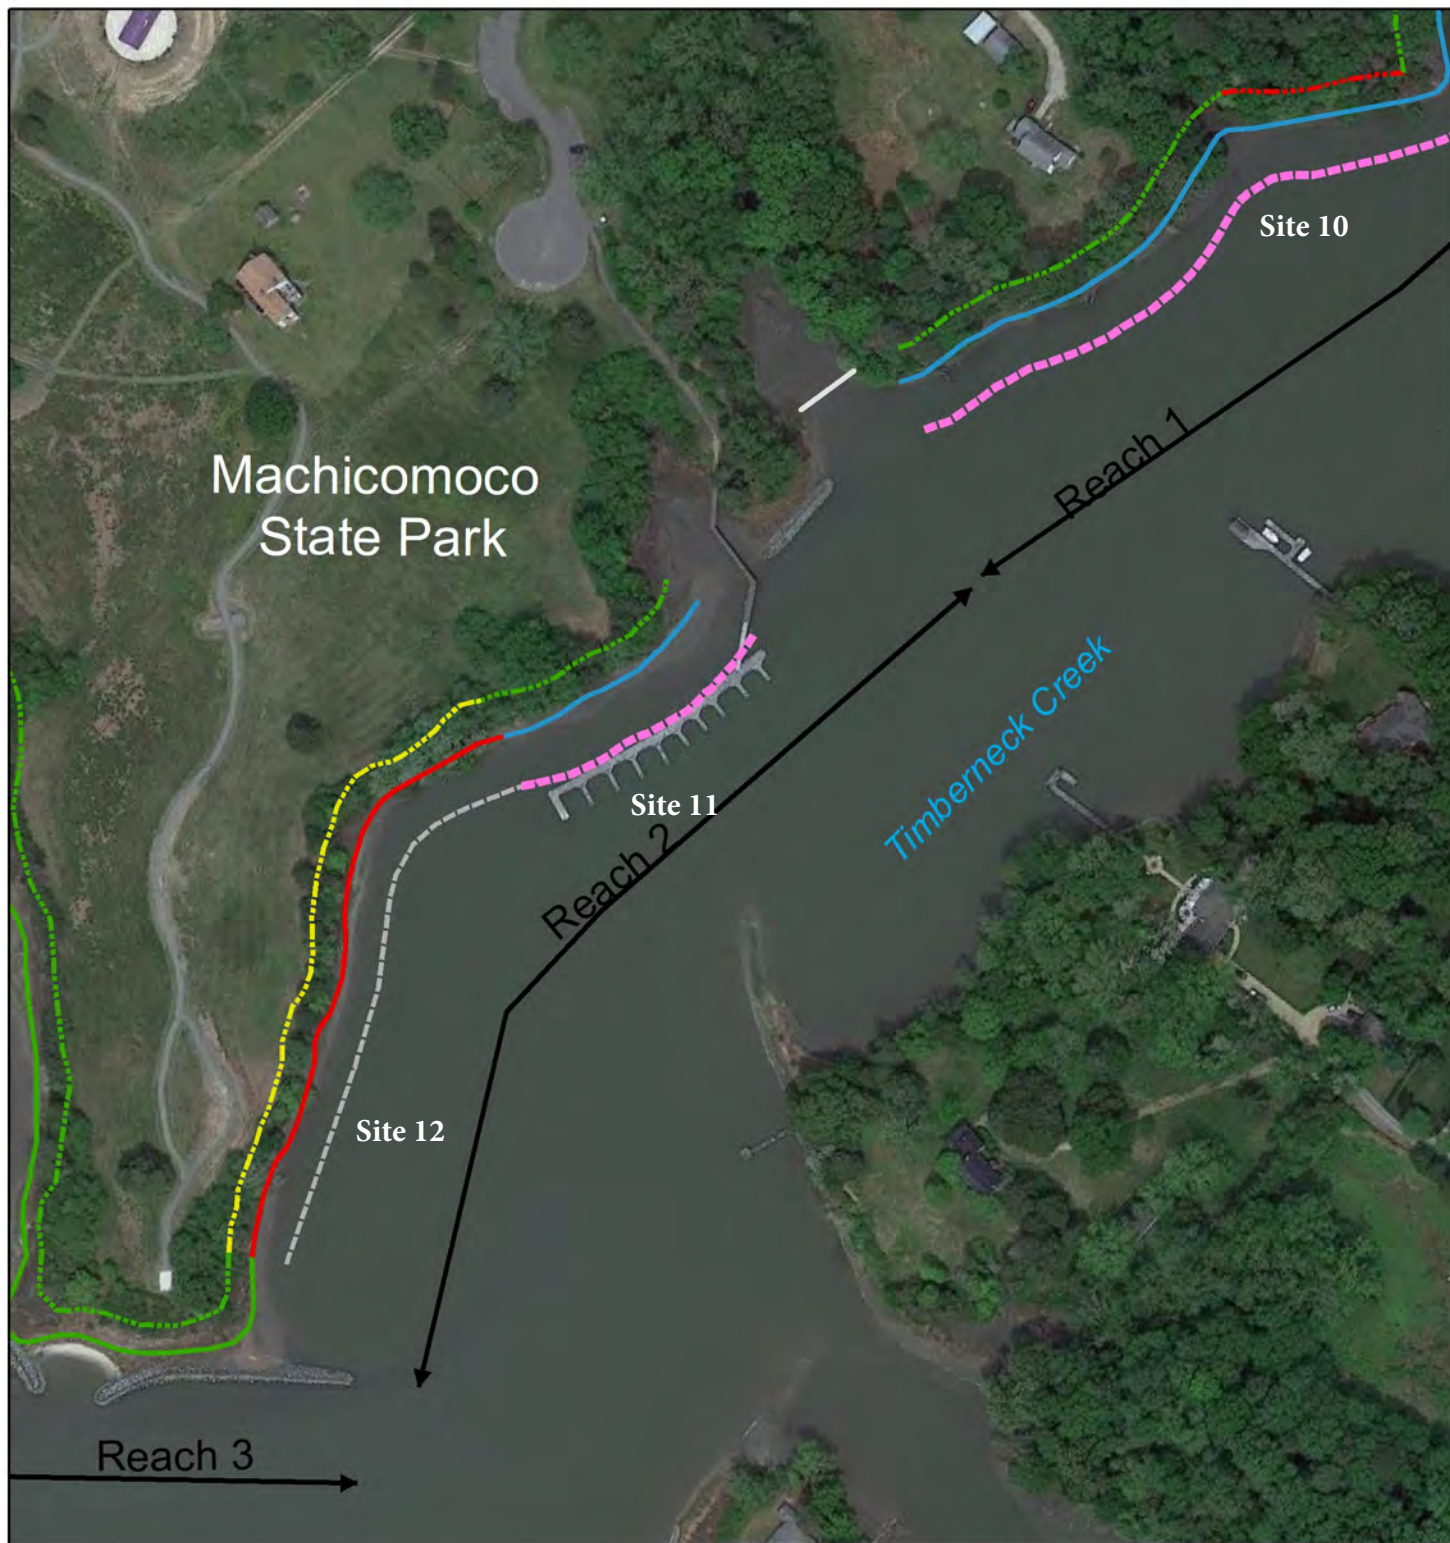 Site 10
Reach 1
Machicomoco
State Park
Timberneck Creek
Site 11
Reach 2
Site 12
Reach 3